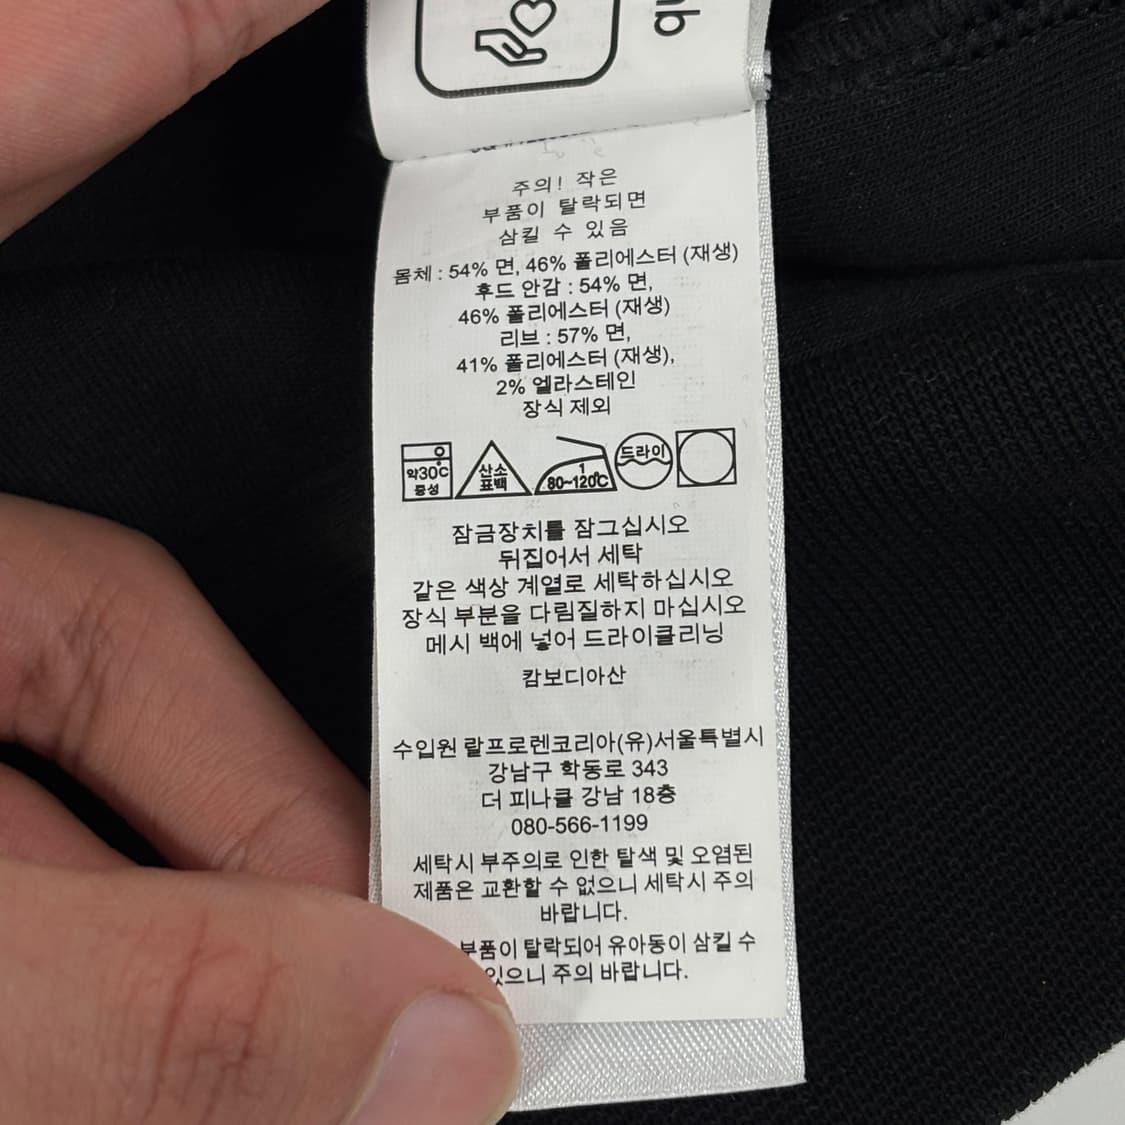 주의! 작은
부품이 탈락되면
삼킬 수 있음
몸체 : 54% 면, 46% 폴리에스터 (재생)
후드 안감 : 54% 면,
46% 폴리에스터 (재생)
리브 : 57% 면,
41% 폴리에스터 (재생),
2% 엘라스테인
장식 제외
약30℃
중성
산소
표백
1
80~120℃
드라이
잠금장치를 잠그십시오
뒤집어서 세탁
같은 색상 계열로 세탁하십시오
장식 부분을 다림질하지 마십시오
메시 백에 넣어 드라이클리닝
캄보디아산
수입원 랄프로렌코리아(유)서울특별시
강남구 학동로 343
더 피나클 강남 18층
080-566-1199
세탁시 부주의로 인한 탈색 및 오염된
제품은 교환할 수 없으니 세탁시 주의
바랍니다.
부품이 탈락되어 유아동이 삼킬 수
있으니 주의 바랍니다.